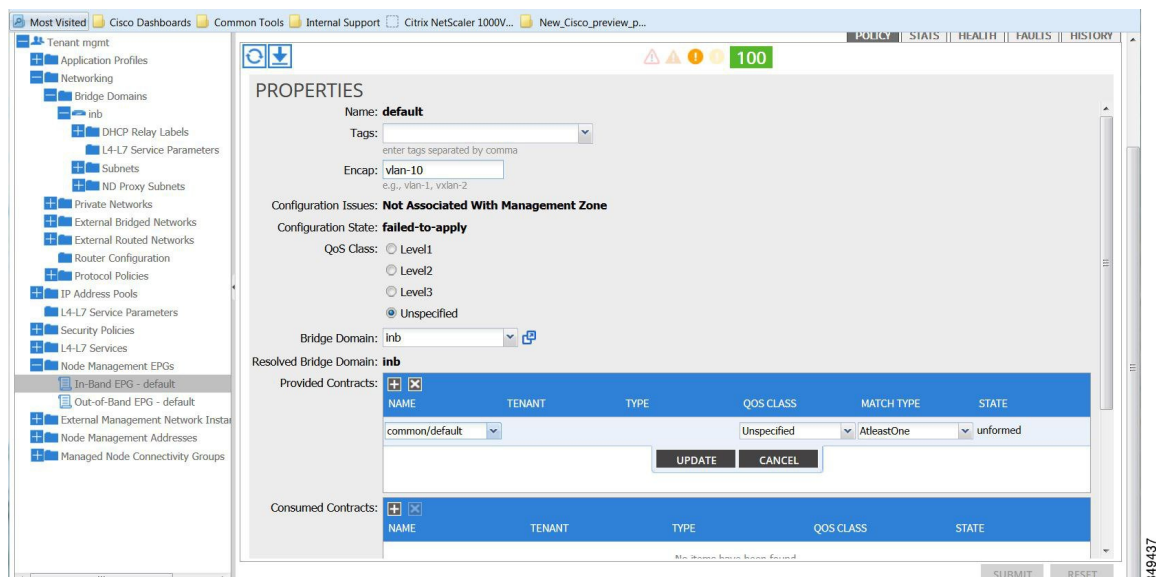 Most Visited Cisco Dashboards Common Tools Internal Support Citrix NetScaler 1000V... New_Cisco_preview_p...
POLICY STATS HEALTH FAULTS HISTORY
Tenant mgmt
Application Profiles
Networking
Bridge Domains
inb
DHCP Relay Labels
L4-L7 Service Parameters
Subnets
ND Proxy Subnets
Private Networks
External Bridged Networks
External Routed Networks
Router Configuration
Protocol Policies
IP Address Pools
L4-L7 Service Parameters
Security Policies
L4-L7 Services
Node Management EPGs
In-Band EPG - default
Out-of-Band EPG - default
External Management Network Instar
Node Management Addresses
Managed Node Connectivity Groups
100
PROPERTIES
Name: default
Tags:
enter tags separated by comma
Encap: vlan-10
e.g., vlan-1, vxlan-2
Configuration Issues: Not Associated With Management Zone
Configuration State: failed-to-apply
QoS Class: Level1
Level2
Level3
Unspecified
Bridge Domain: inb
Resolved Bridge Domain: inb
Provided Contracts:
NAME TENANT TYPE QOS CLASS MATCH TYPE STATE
common/default Unspecified AtleastOne unformed
UPDATE CANCEL
Consumed Contracts:
NAME TENANT TYPE QOS CLASS STATE
No items have been found
SUBMIT RESET